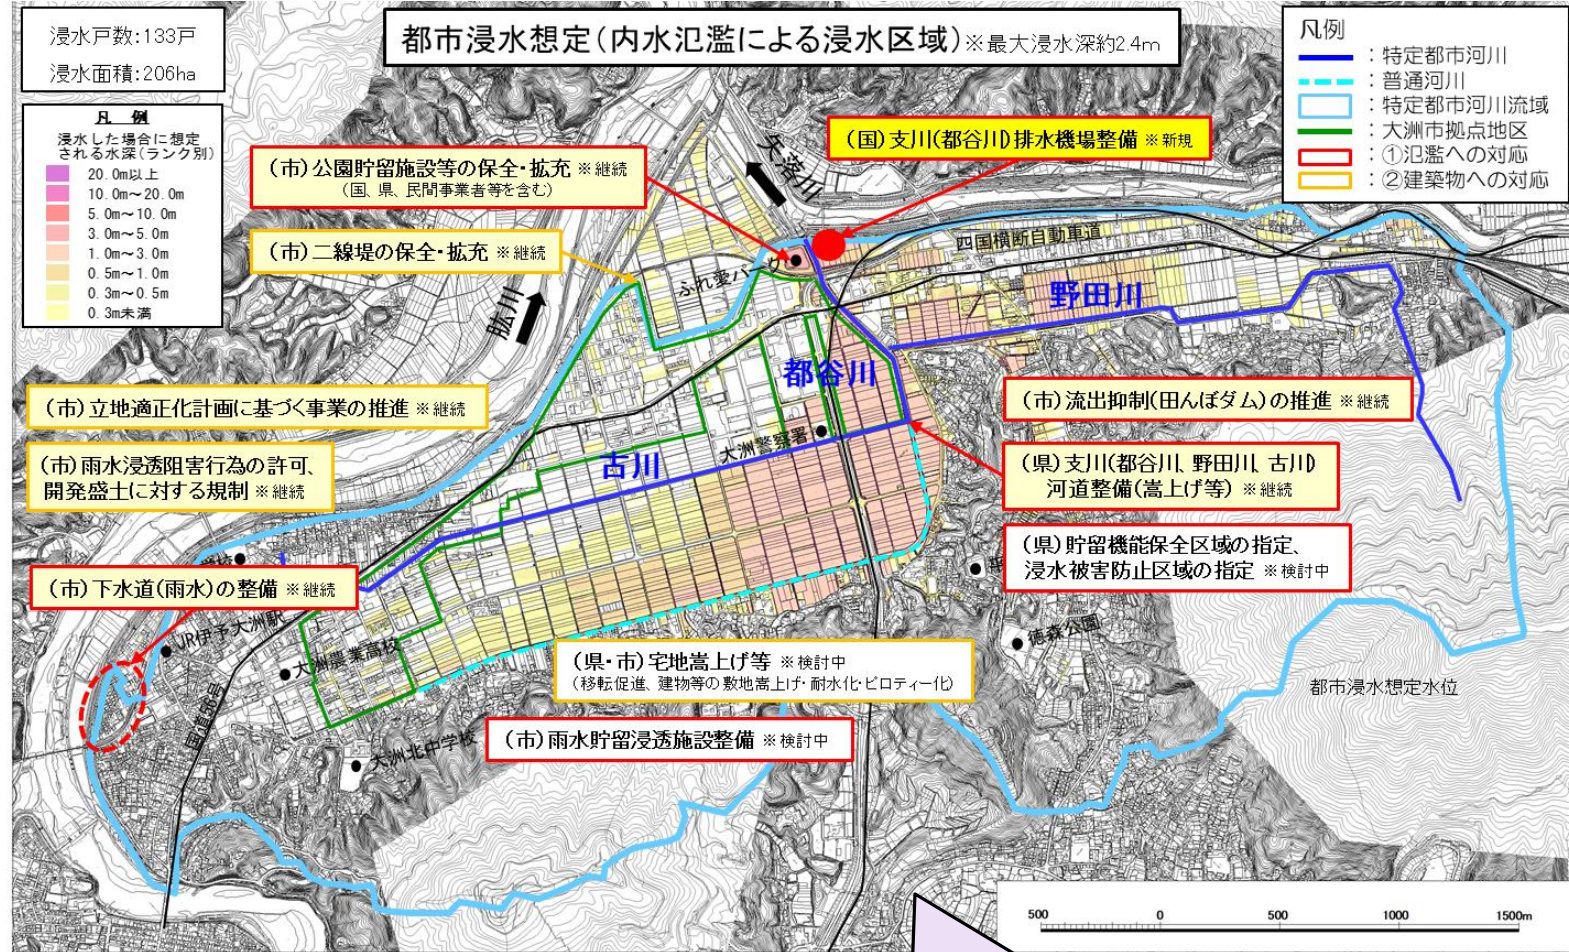 浸水戸数:133戸
浸水面積:206ha
都市浸水想定(内水氾濫による浸水区域)※最大浸水深約2.4m
凡例
：特定都市河川
：普通河川
：特定都市河川流域
：大洲市拠点地区
：①氾濫への対応
：②建築物への対応
凡 例
浸水した場合に想定
される水深(ランク別)
20.0m以上
10.0m～20.0m
5.0m～10.0m
3.0m～5.0m
1.0m～3.0m
0.5m～1.0m
0.3m～0.5m
0.3m未満
(市)公園貯留施設等の保全・拡充 ※継続
(国、県、民間事業者等を含む)
(国)支川(都谷川)排水機場整備 ※新規
矢落川
(市)二線堤の保全・拡充 ※継続
四国横断自動車道
ふれ愛パーク
肱川
野田川
都谷川
(市)立地適正化計画に基づく事業の推進 ※継続
(市)流出抑制(田んぼダム)の推進 ※継続
大洲警察署
古川
(市)雨水浸透阻害行為の許可、
開発盛土に対する規制 ※継続
(県)支川(都谷川、野田川、古川)
河道整備(嵩上げ等) ※継続
(県)貯留機能保全区域の指定、
浸水被害防止区域の指定 ※検討中
(市)下水道(雨水)の整備 ※継続
JR伊予大洲駅
大洲農業高校
徳森公園
(県・市)宅地嵩上げ等 ※検討中
(移転促進、建物等の敷地嵩上げ・耐水化・ピロティー化)
都市浸水想定水位
国道56号
(市)雨水貯留浸透施設整備 ※検討中
大洲北中学校
500 0 500 1000 1500m